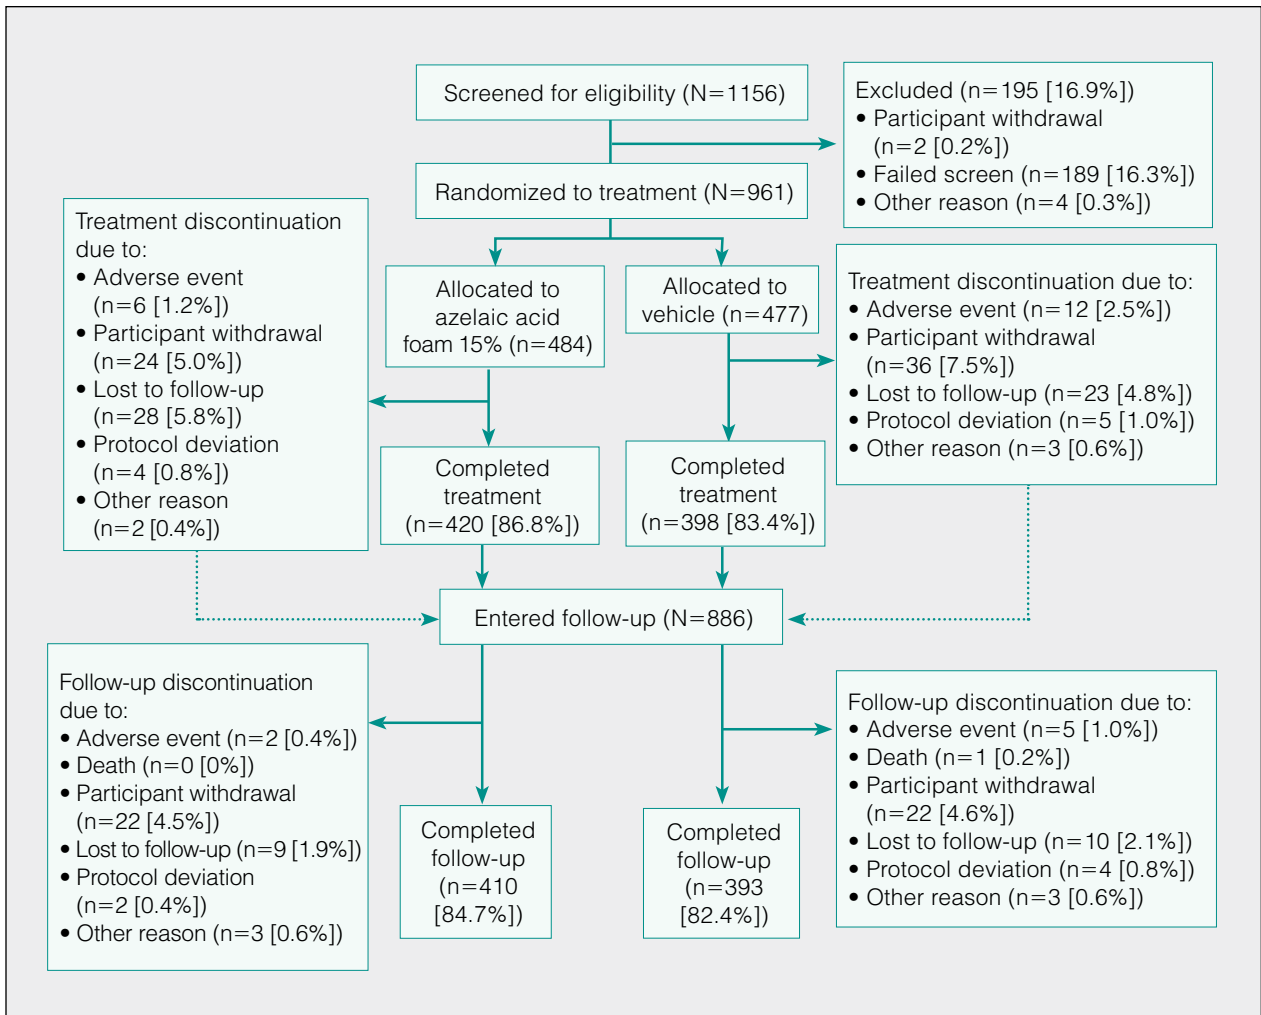 Screened for eligibility (N=1156)
Excluded (n=195 [16.9%])
• Participant withdrawal
(n=2 [0.2%])
• Failed screen (n=189 [16.3%])
• Other reason (n=4 [0.3%])
Randomized to treatment (N=961)
Treatment discontinuation
due to:
• Adverse event
(n=6 [1.2%])
• Participant withdrawal
(n=24 [5.0%])
• Lost to follow-up
(n=28 [5.8%])
• Protocol deviation
(n=4 [0.8%])
• Other reason
(n=2 [0.4%])
Allocated to
azelaic acid
foam 15% (n=484)
Allocated to
vehicle (n=477)
Treatment discontinuation due to:
• Adverse event (n=12 [2.5%])
• Participant withdrawal
(n=36 [7.5%])
• Lost to follow-up (n=23 [4.8%])
• Protocol deviation (n=5 [1.0%])
• Other reason (n=3 [0.6%])
Completed
treatment
(n=420 [86.8%])
Completed
treatment
(n=398 [83.4%])
Entered follow-up (N=886)
Follow-up discontinuation
due to:
• Adverse event (n=2 [0.4%])
• Death (n=0 [0%])
• Participant withdrawal
(n=22 [4.5%])
• Lost to follow-up (n=9 [1.9%])
• Protocol deviation
(n=2 [0.4%])
• Other reason (n=3 [0.6%])
Completed
follow-up
(n=410
[84.7%])
Completed
follow-up
(n=393
[82.4%])
Follow-up discontinuation due to:
• Adverse event (n=5 [1.0%])
• Death (n=1 [0.2%])
• Participant withdrawal
(n=22 [4.6%])
• Lost to follow-up (n=10 [2.1%])
• Protocol deviation (n=4 [0.8%])
• Other reason (n=3 [0.6%])